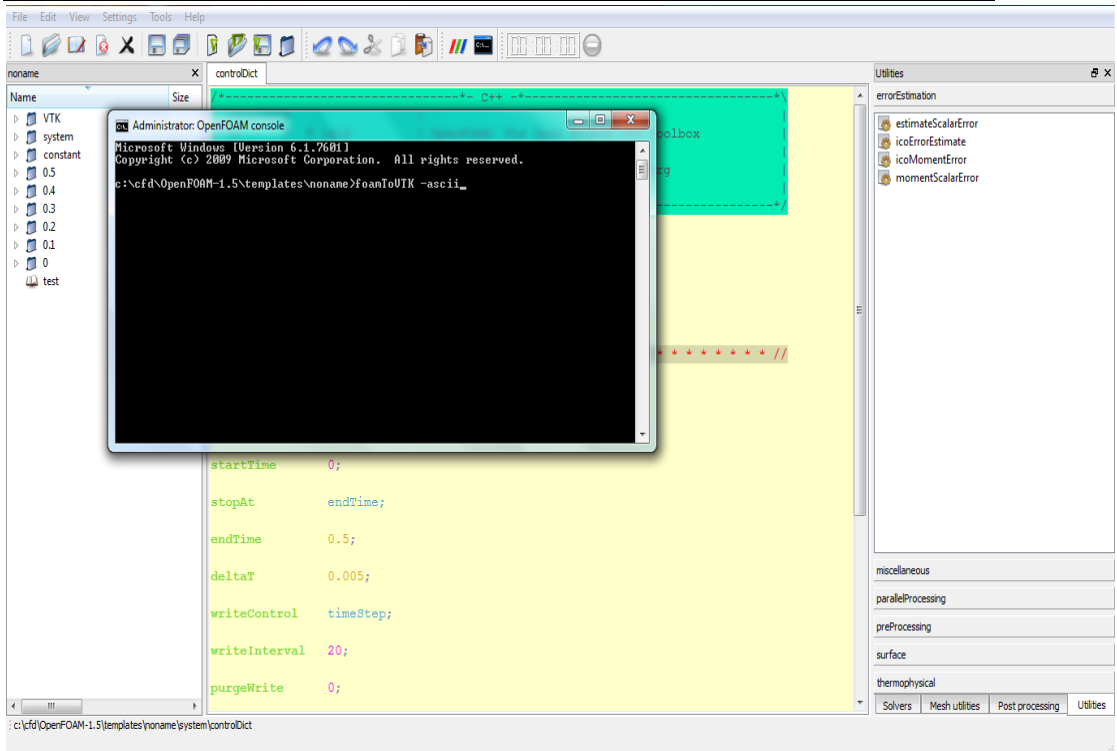 File Edit View Settings Tools Help
noname
Name Size
VTK
system
constant
0.5
0.4
0.3
0.2
0.1
0
test
controlDict
/*--------------------------------*- C++ -*-----------------------------------*\
oolbox
rg
-----------------*/
* * * * * * * * //
startTime 0;
stopAt endTime;
endTime 0.5;
deltaT 0.005;
writeControl timeStep;
writeInterval 20;
purgeWrite 0;
Administrator: OpenFOAM console
Microsoft Windows [Version 6.1.7601]
Copyright (c) 2009 Microsoft Corporation. All rights reserved.
c:\cfd\OpenFOAM-1.5\templates\noname>foamToVTK -ascii_
Utilities
errorEstimation
estimateScalarError
icoErrorEstimate
icoMomentError
momentScalarError
miscellaneous
parallelProcessing
preProcessing
surface
thermophysical
Solvers Mesh utilities Post processing Utilities
c:\cfd\OpenFOAM-1.5\templates\noname\system\controlDict